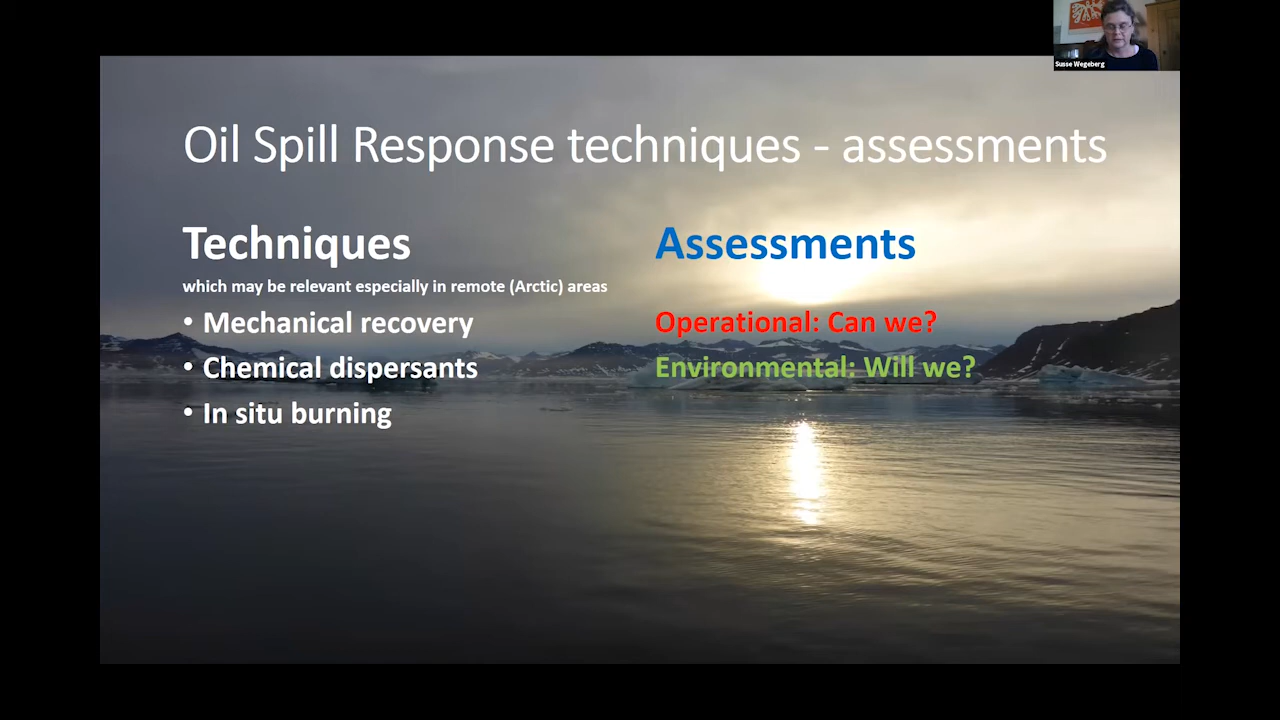 Susse Wegeberg
Oil Spill Response techniques - assessments
Techniques
which may be relevant especially in remote (Arctic) areas
• Mechanical recovery
• Chemical dispersants
• In situ burning
Assessments
Operational: Can we?
Environmental: Will we?